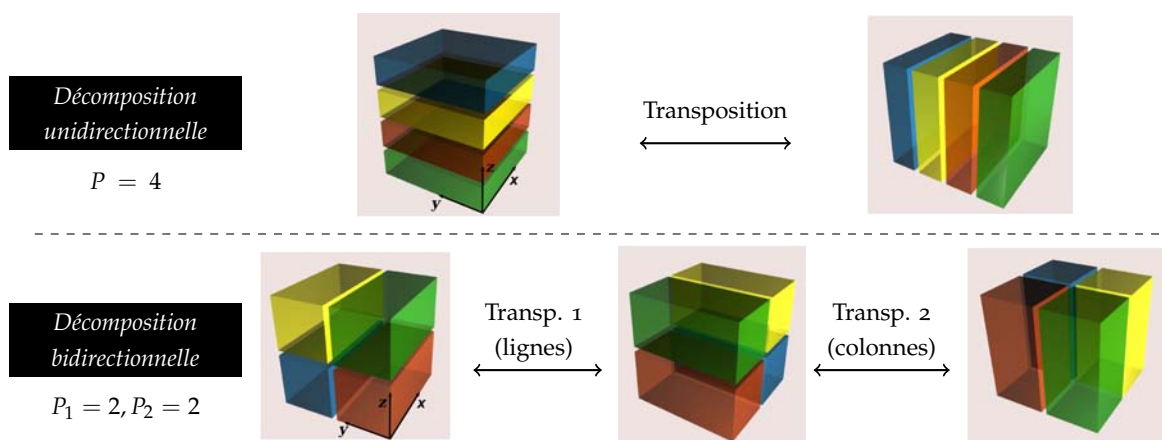 Décomposition
unidirectionnelle
P = 4
z
x
y
Transposition
Décomposition
bidirectionnelle
P₁ = 2, P₂ = 2
z
x
y
Transp. 1
(lignes)
Transp. 2
(colonnes)